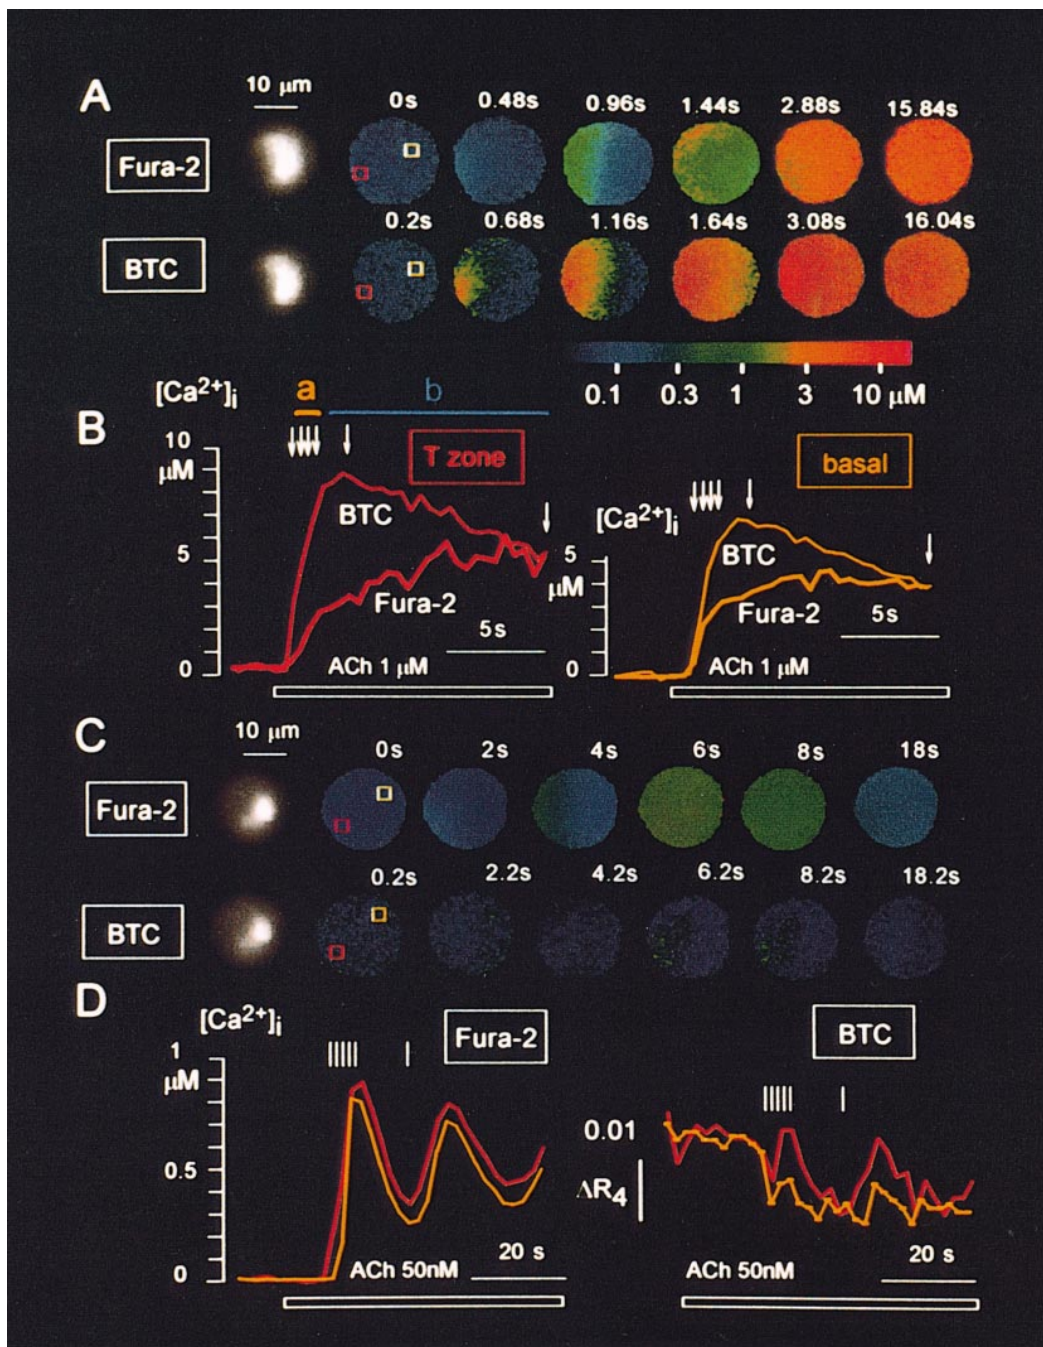 A
10 μm
0s 0.48s 0.96s 1.44s 2.88s 15.84s
Fura-2
0.2s 0.68s 1.16s 1.64s 3.08s 16.04s
BTC
0.1 0.3 1 3 10 μM
[Ca2+]i a b
B
10
μM
T zone
basal
BTC
[Ca2+]i
5
5
μM
BTC
Fura-2
Fura-2
5s
5s
0
ACh 1 μM
0
ACh 1 μM
C
10 μm
0s 2s 4s 6s 8s 18s
Fura-2
0.2s 2.2s 4.2s 6.2s 8.2s 18.2s
BTC
D
[Ca2+]i
Fura-2
BTC
1
μM
0.01
0.5
ΔR4
20 s
20 s
0
ACh 50nM
ACh 50nM